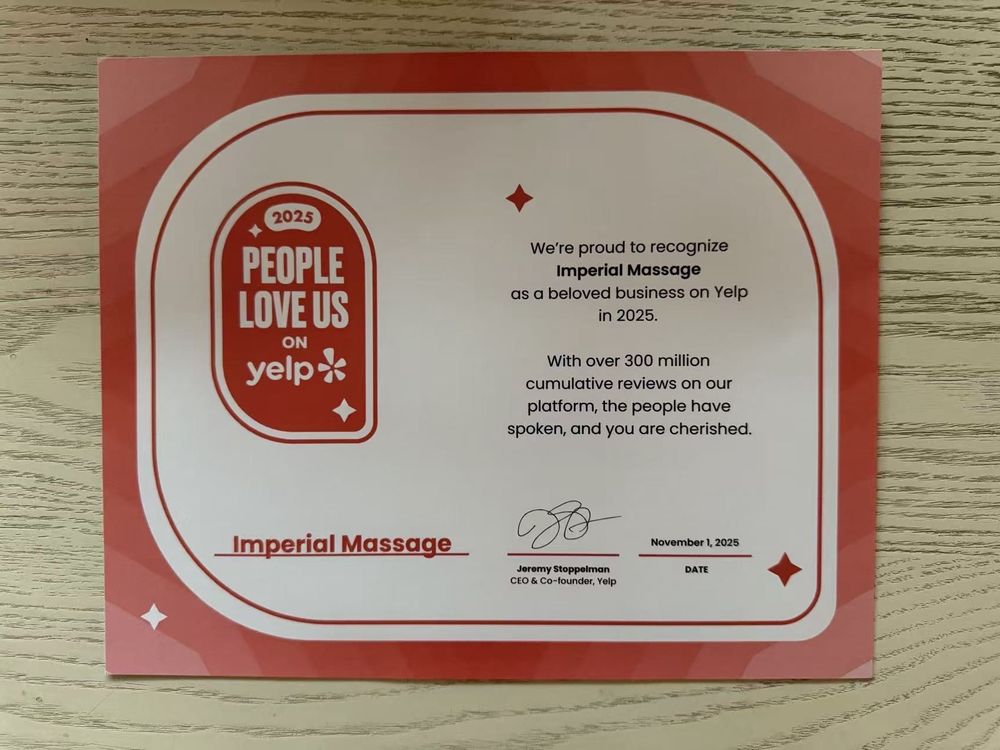 2025
PEOPLE
LOVE US
ON
yelp
We’re proud to recognize
Imperial Massage
as a beloved business on Yelp
in 2025.
With over 300 million
cumulative reviews on our
platform, the people have
spoken, and you are cherished.
Imperial Massage
Jeremy Stoppelman
CEO & Co-founder, Yelp
November 1, 2025
DATE